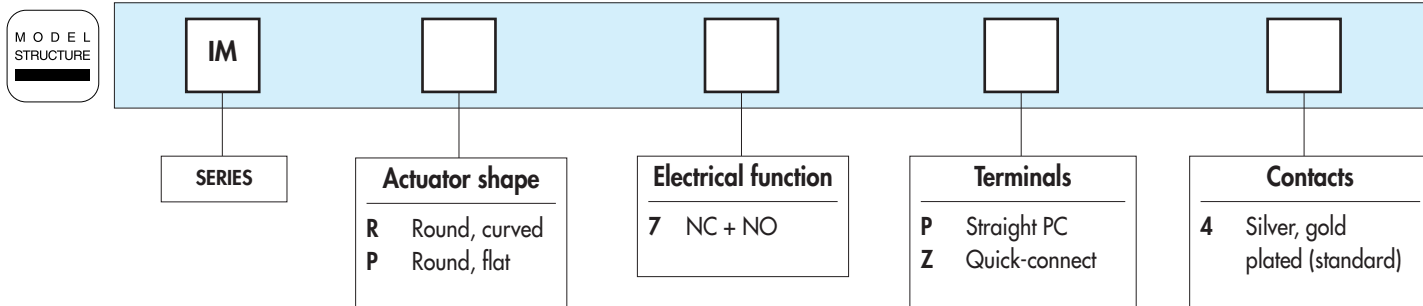 MODEL
STRUCTURE
IM
SERIES
Actuator shape
R Round, curved
P Round, flat
Electrical function
7 NC + NO
Terminals
P Straight PC
Z Quick-connect
Contacts
4 Silver, gold
plated (standard)